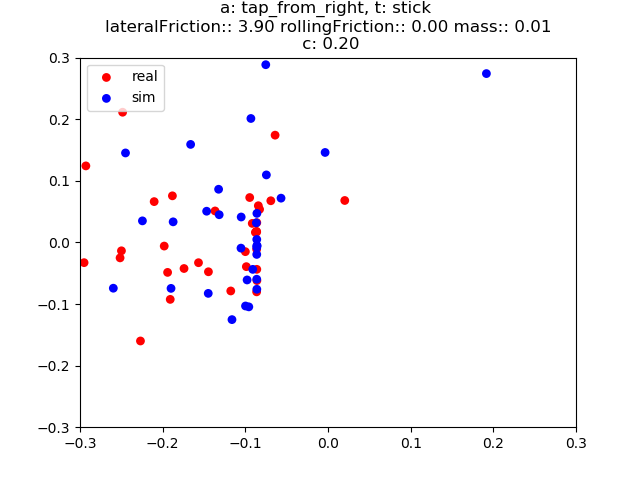 a: tap_from_right, t: stick
lateralFriction:: 3.90 rollingFriction:: 0.00 mass:: 0.01
c: 0.20
real
sim
0.3
0.2
0.1
0.0
−0.1
−0.2
−0.3
−0.3 −0.2 −0.1 0.0 0.1 0.2 0.3